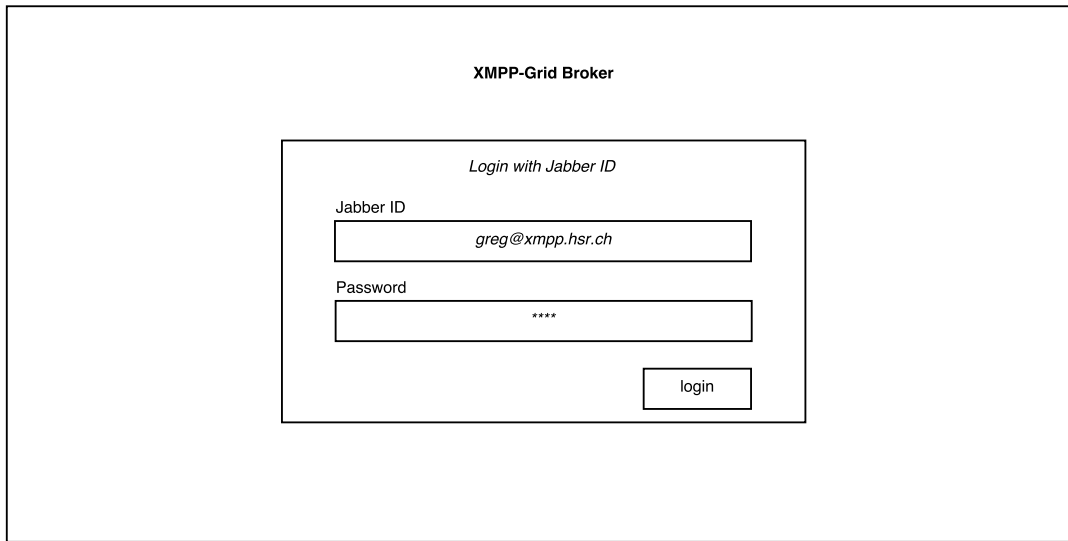 XMPP-Grid Broker
Login with Jabber ID
Jabber ID
greg@xmpp.hsr.ch
Password
****
login